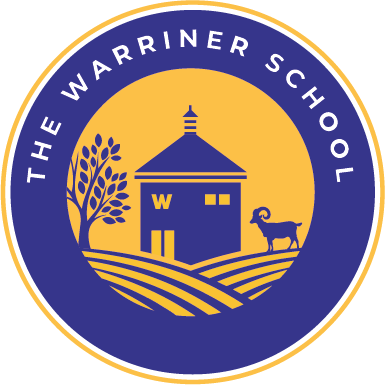 THE WARRINER SCHOOL
W